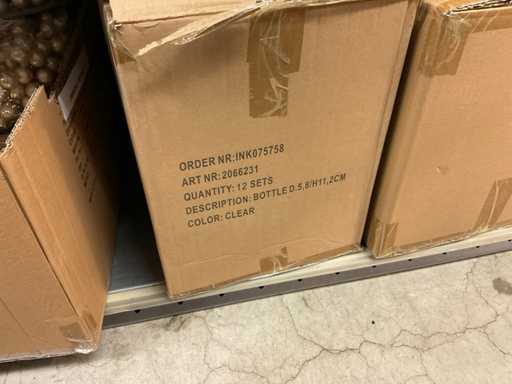 ORDER NR:INK075758
ART NR:2066231
QUANTITY: 12 SETS
DESCRIPTION: BOTTLE D.5,8/H11,2CM
COLOR: CLEAR